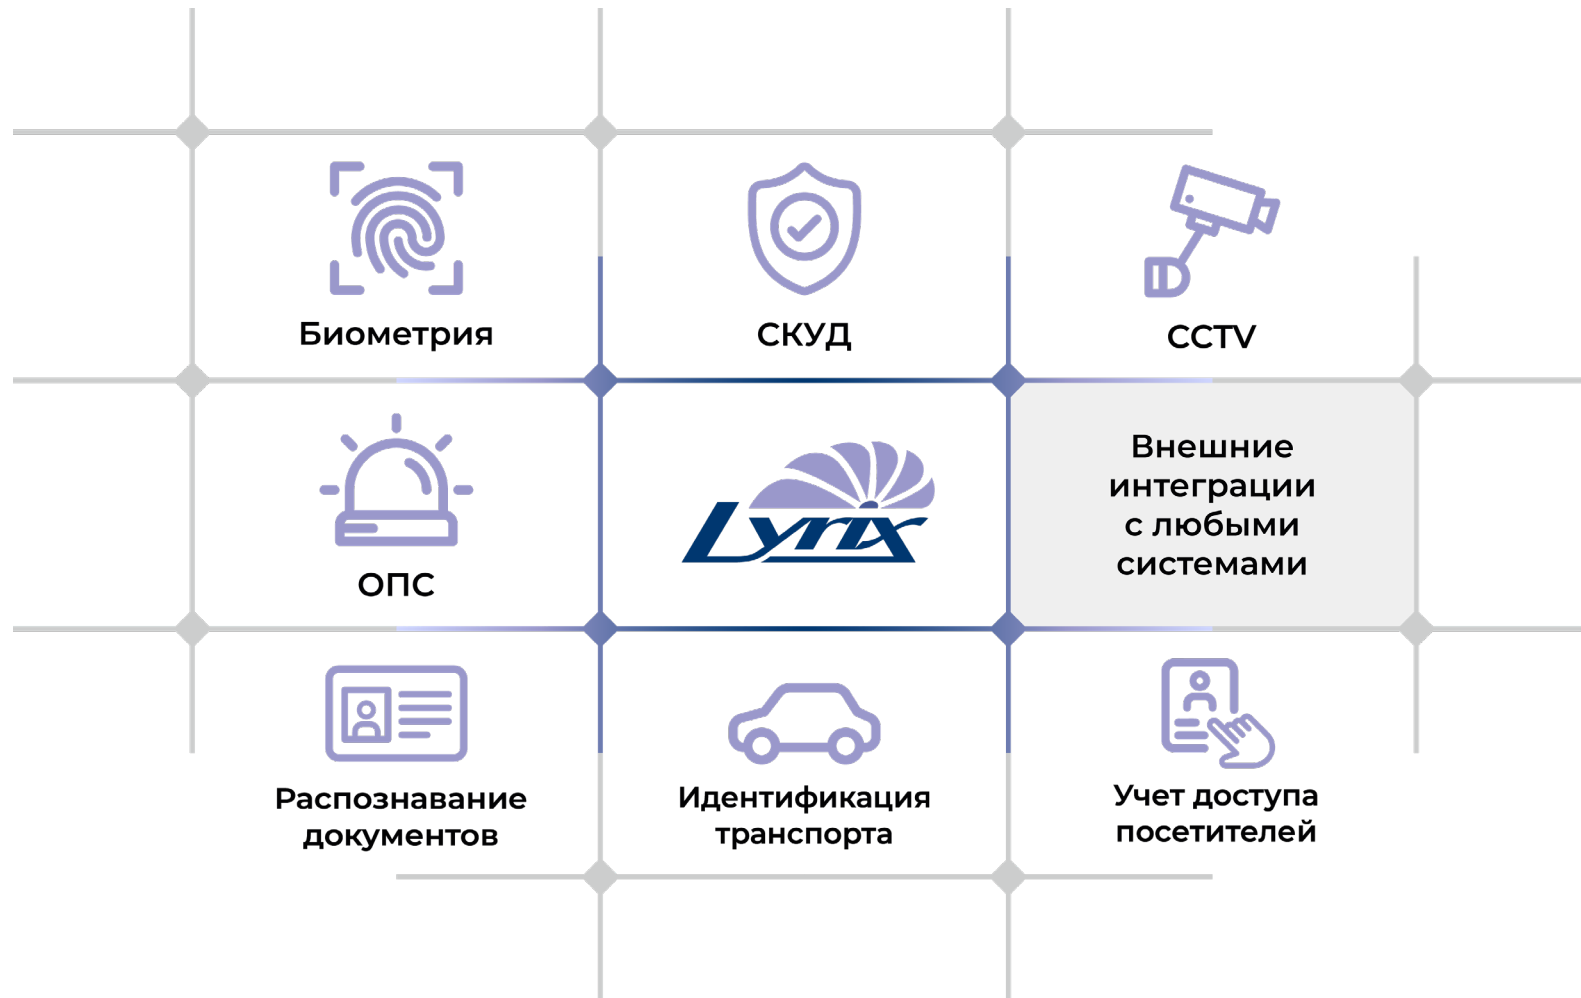 Биометрия
СКУД
CCTV
ОПС
Lyrix
Внешние
интеграции
с любыми
системами
Распознавание
документов
Идентификация
транспорта
Учет доступа
посетителей